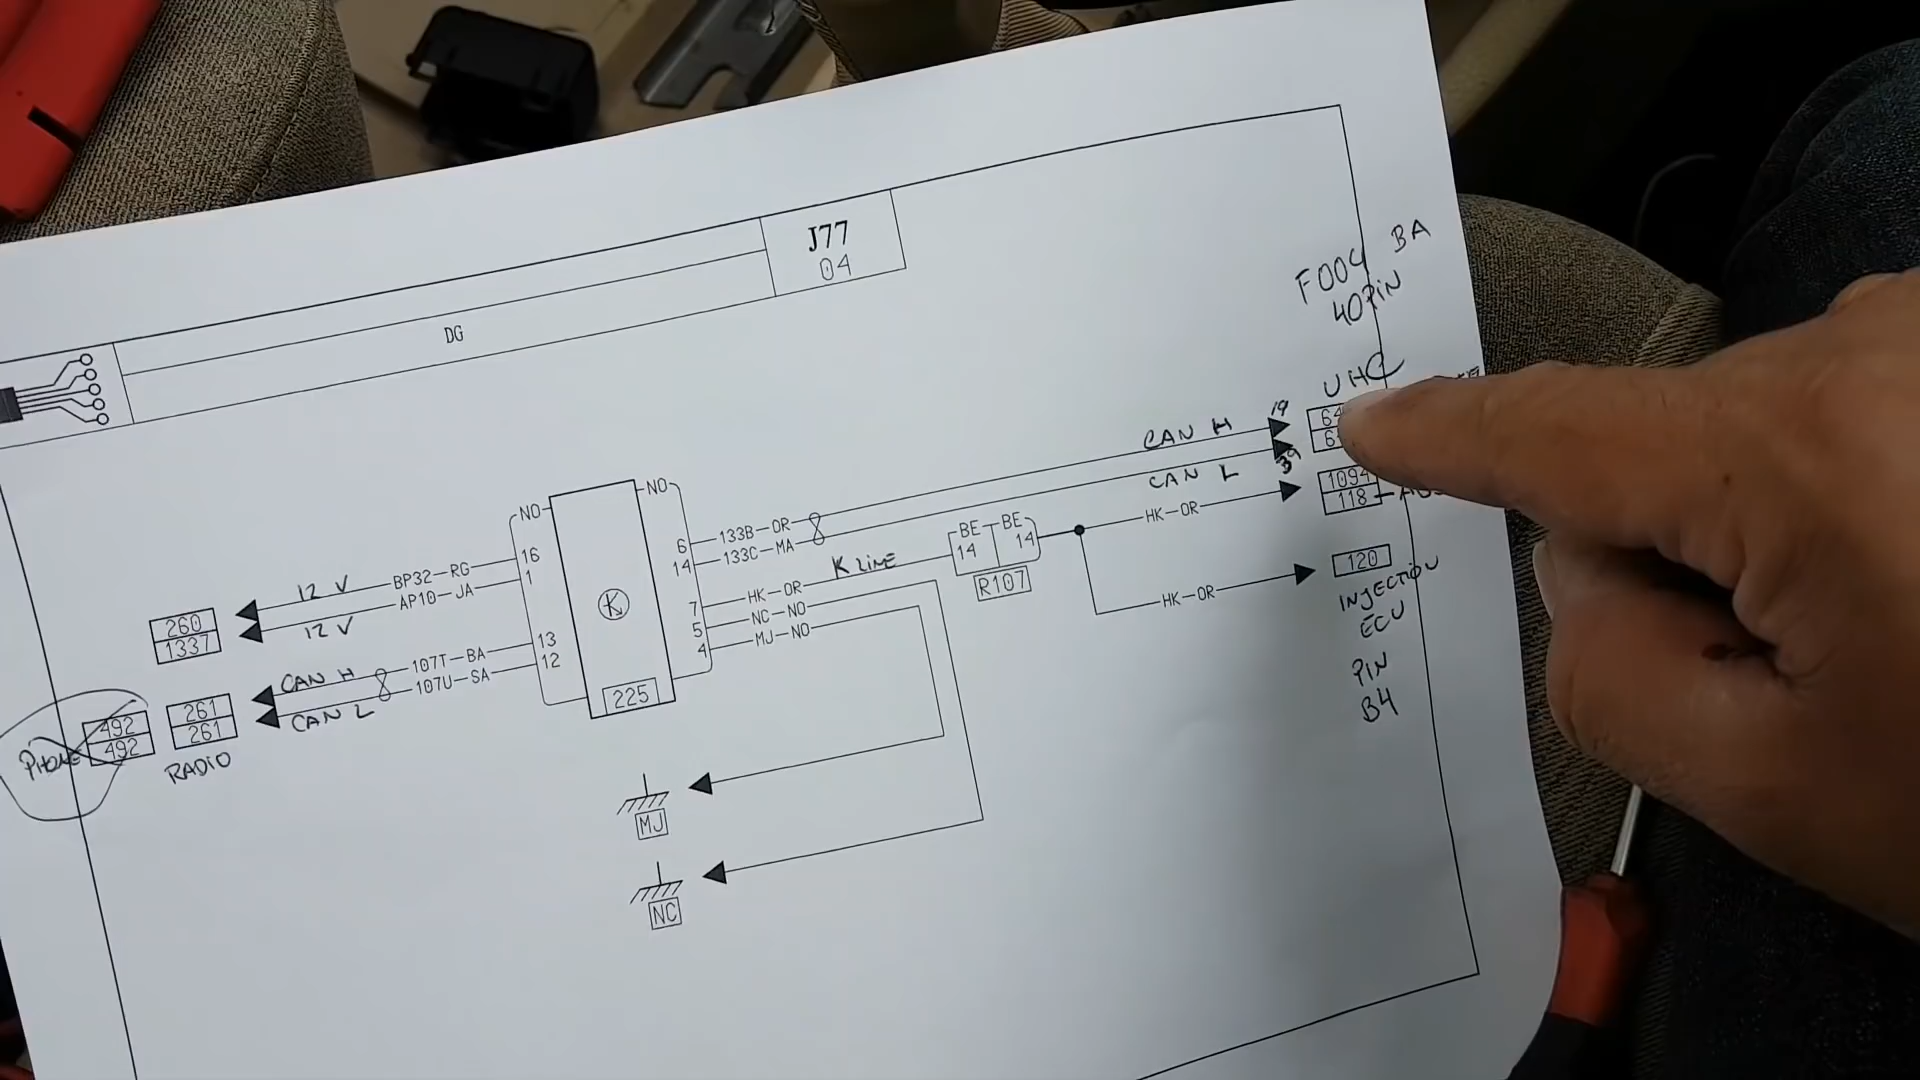 J77
04
DG
F004 BA
40PIN
UHC
CAN H
19
CAN L
39
1094
118
HK-OR
120
HK-OR
INJECTION
ECU
PIN
B4
NO
NO
16
1
13
12
6
14
7
5
4
133B-OR
133C-MA
HK-OR
K LINE
NC-NO
MJ-NO
BE
BE
14
14
R107
K
225
12 V
BP32-RG
12 V
AP10-JA
260
1337
CAN H
107T-BA
CAN L
107U-SA
261
261
RADIO
492
492
PHONE
MJ
NC